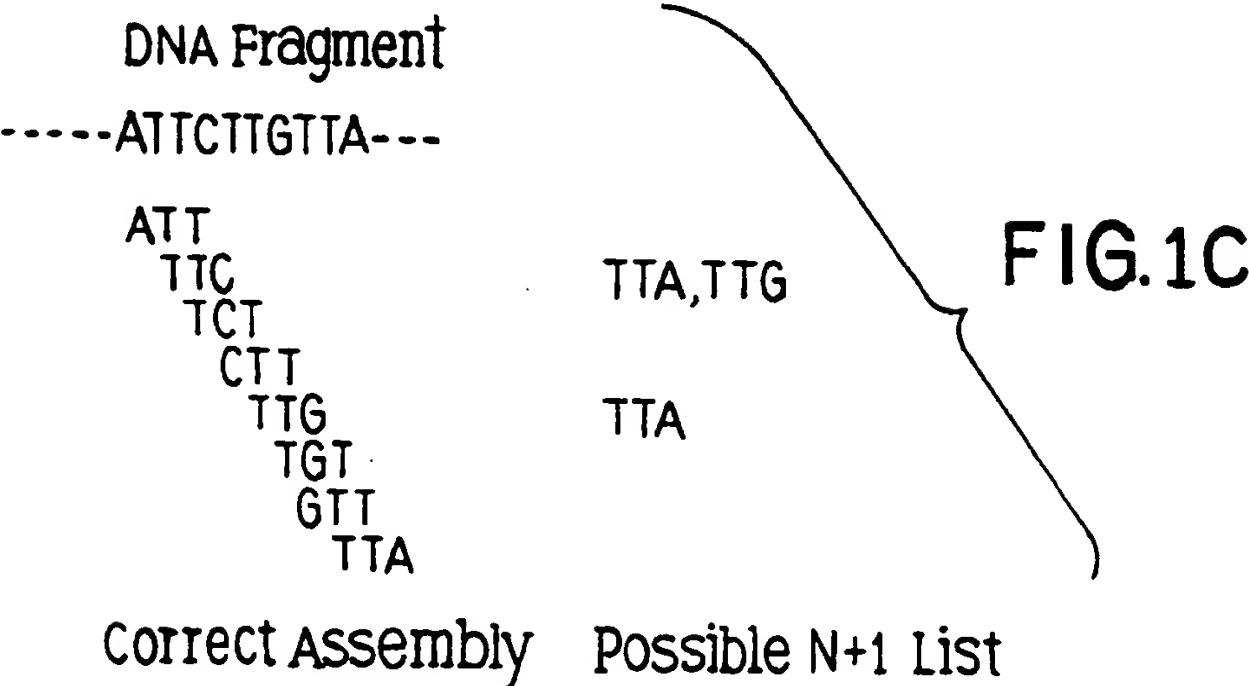 DNA Fragment
-----ATTCTTGTTA---
ATT
TTC TTA,TTG
TCT
CTT
TTG TTA
TGT
GTT
TTA
Correct Assembly Possible N+1 List
FIG.1C